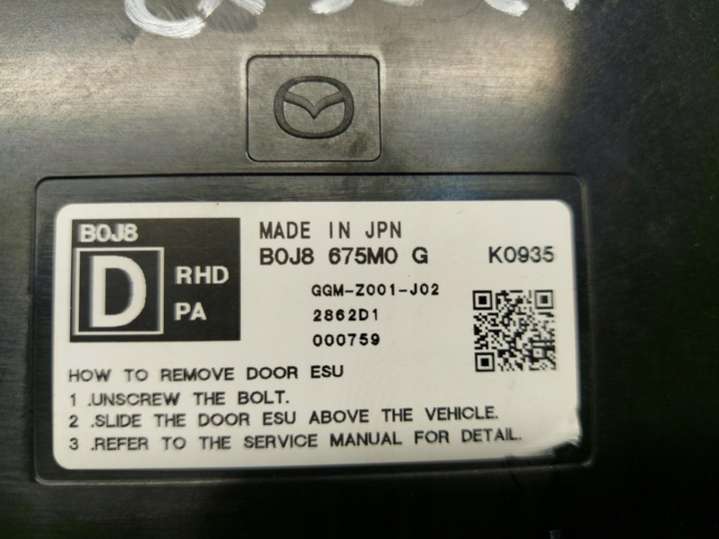 B0J8
D
RHD
PA
MADE IN JPN
B0J8 675M0 G
K0935
GGM-Z001-J02
2862D1
000759
HOW TO REMOVE DOOR ESU
1 .UNSCREW THE BOLT.
2 .SLIDE THE DOOR ESU ABOVE THE VEHICLE.
3 .REFER TO THE SERVICE MANUAL FOR DETAIL.